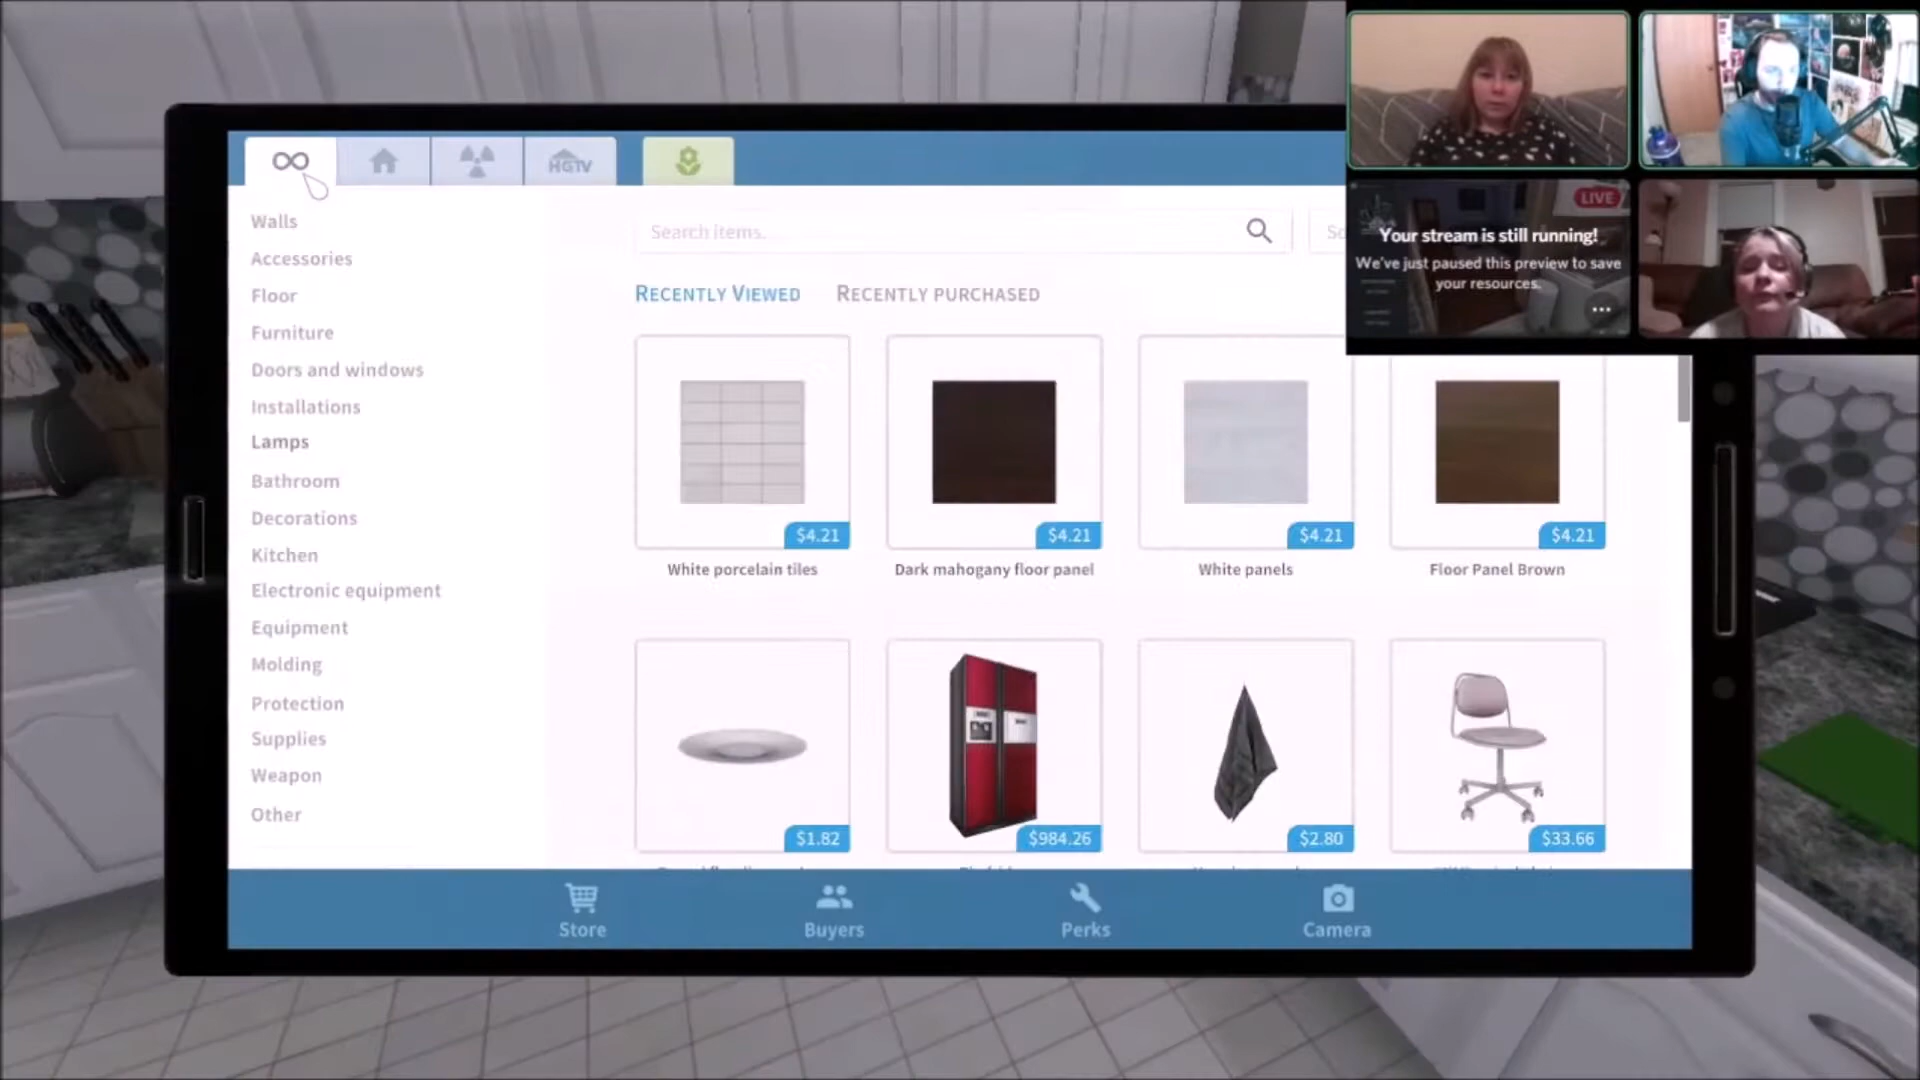 HGTV
Walls
Accessories
Floor
Furniture
Doors and windows
Installations
Lamps
Bathroom
Decorations
Kitchen
Electronic equipment
Equipment
Molding
Protection
Supplies
Weapon
Other
Search items.
So
RECENTLY VIEWED
RECENTLY PURCHASED
$4.21
$4.21
$4.21
$4.21
White porcelain tiles
Dark mahogany floor panel
White panels
Floor Panel Brown
$1.82
$984.26
$2.80
$33.66
Store
Buyers
Perks
Camera
LIVE
Your stream is still running!
We've just paused this preview to save
your resources.